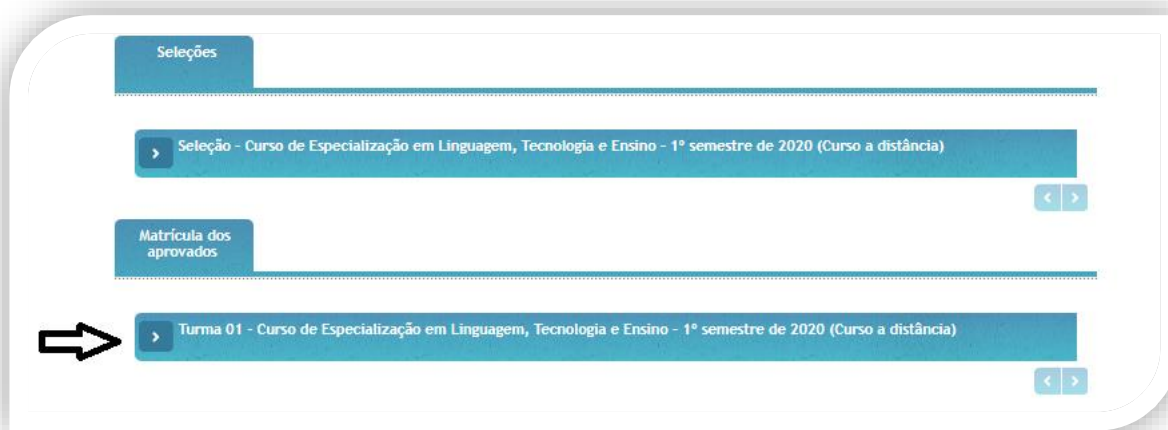 Seleções
Seleção - Curso de Especialização em Linguagem, Tecnologia e Ensino - 1º semestre de 2020 (Curso a distância)
Matrícula dos
aprovados
Turma 01 - Curso de Especialização em Linguagem, Tecnologia e Ensino - 1º semestre de 2020 (Curso a distância)